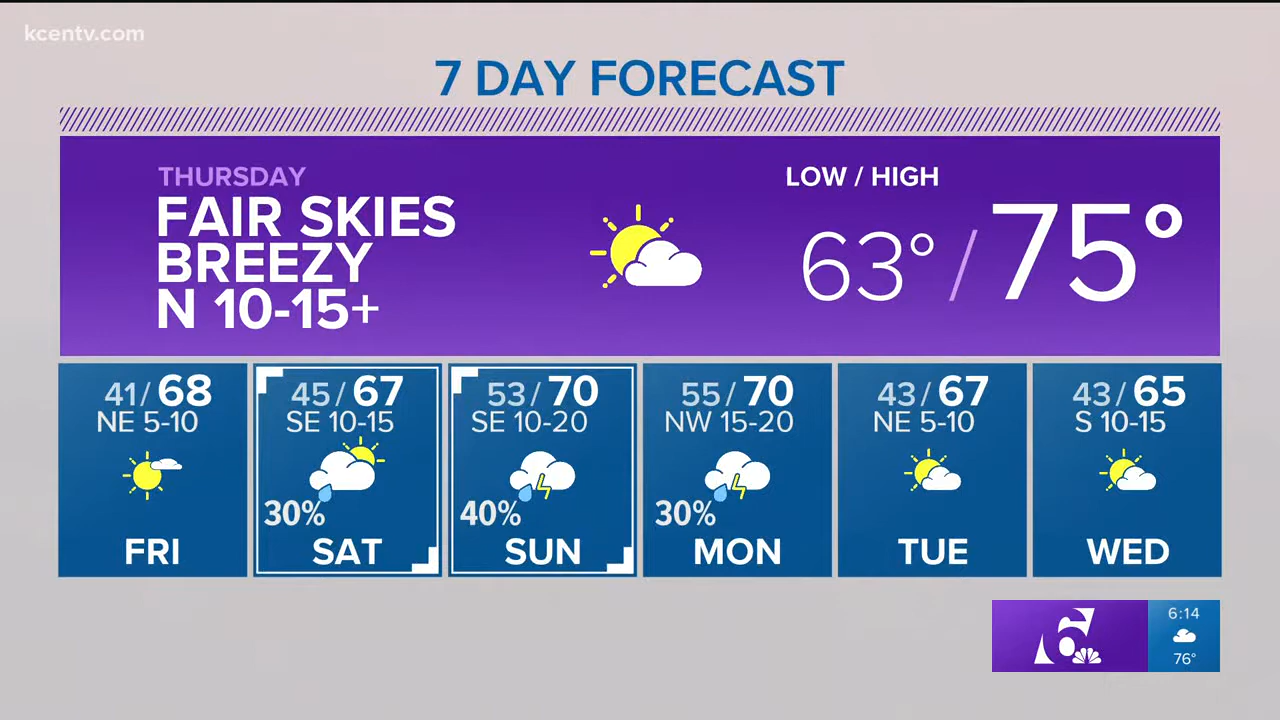 kcentv.com
7 DAY FORECAST
THURSDAY
FAIR SKIES
BREEZY
N 10-15+
LOW / HIGH
63° / 75°
41 / 68
NE 5-10
FRI
45 / 67
SE 10-15
30%
SAT
53 / 70
SE 10-20
40%
SUN
55 / 70
NW 15-20
30%
MON
43 / 67
NE 5-10
TUE
43 / 65
S 10-15
WED
6
6:14
76°